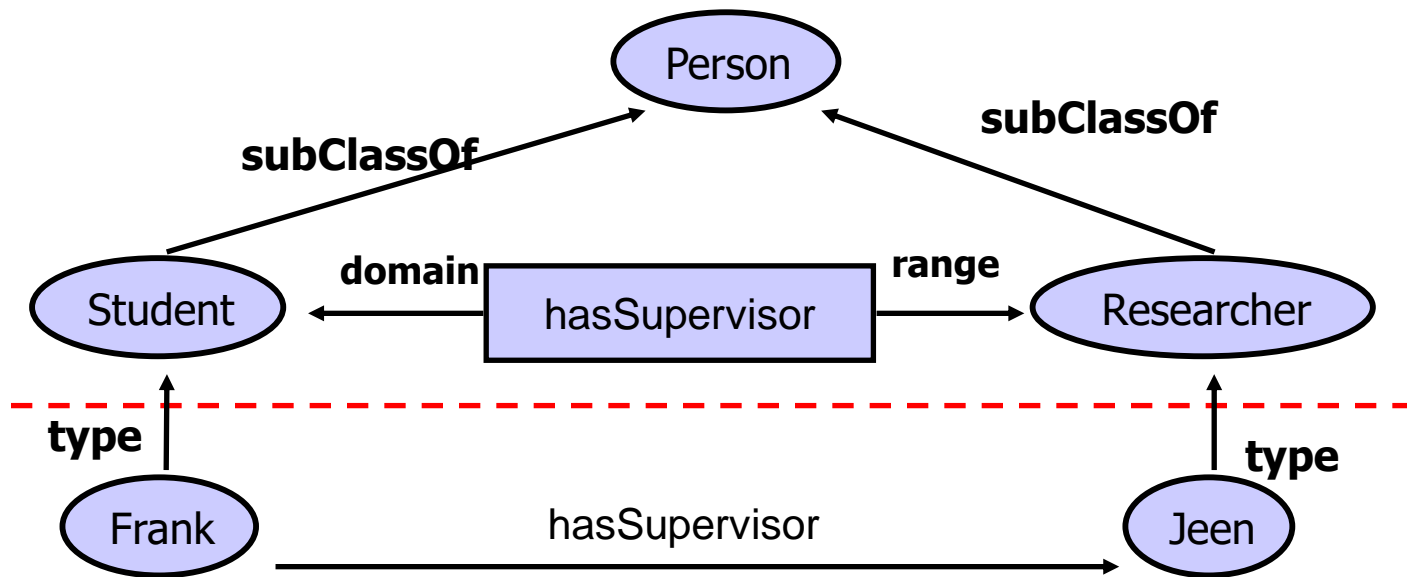 Person
subClassOf
subClassOf
domain
range
Student
hasSupervisor
Researcher
type
type
Frank
hasSupervisor
Jeen